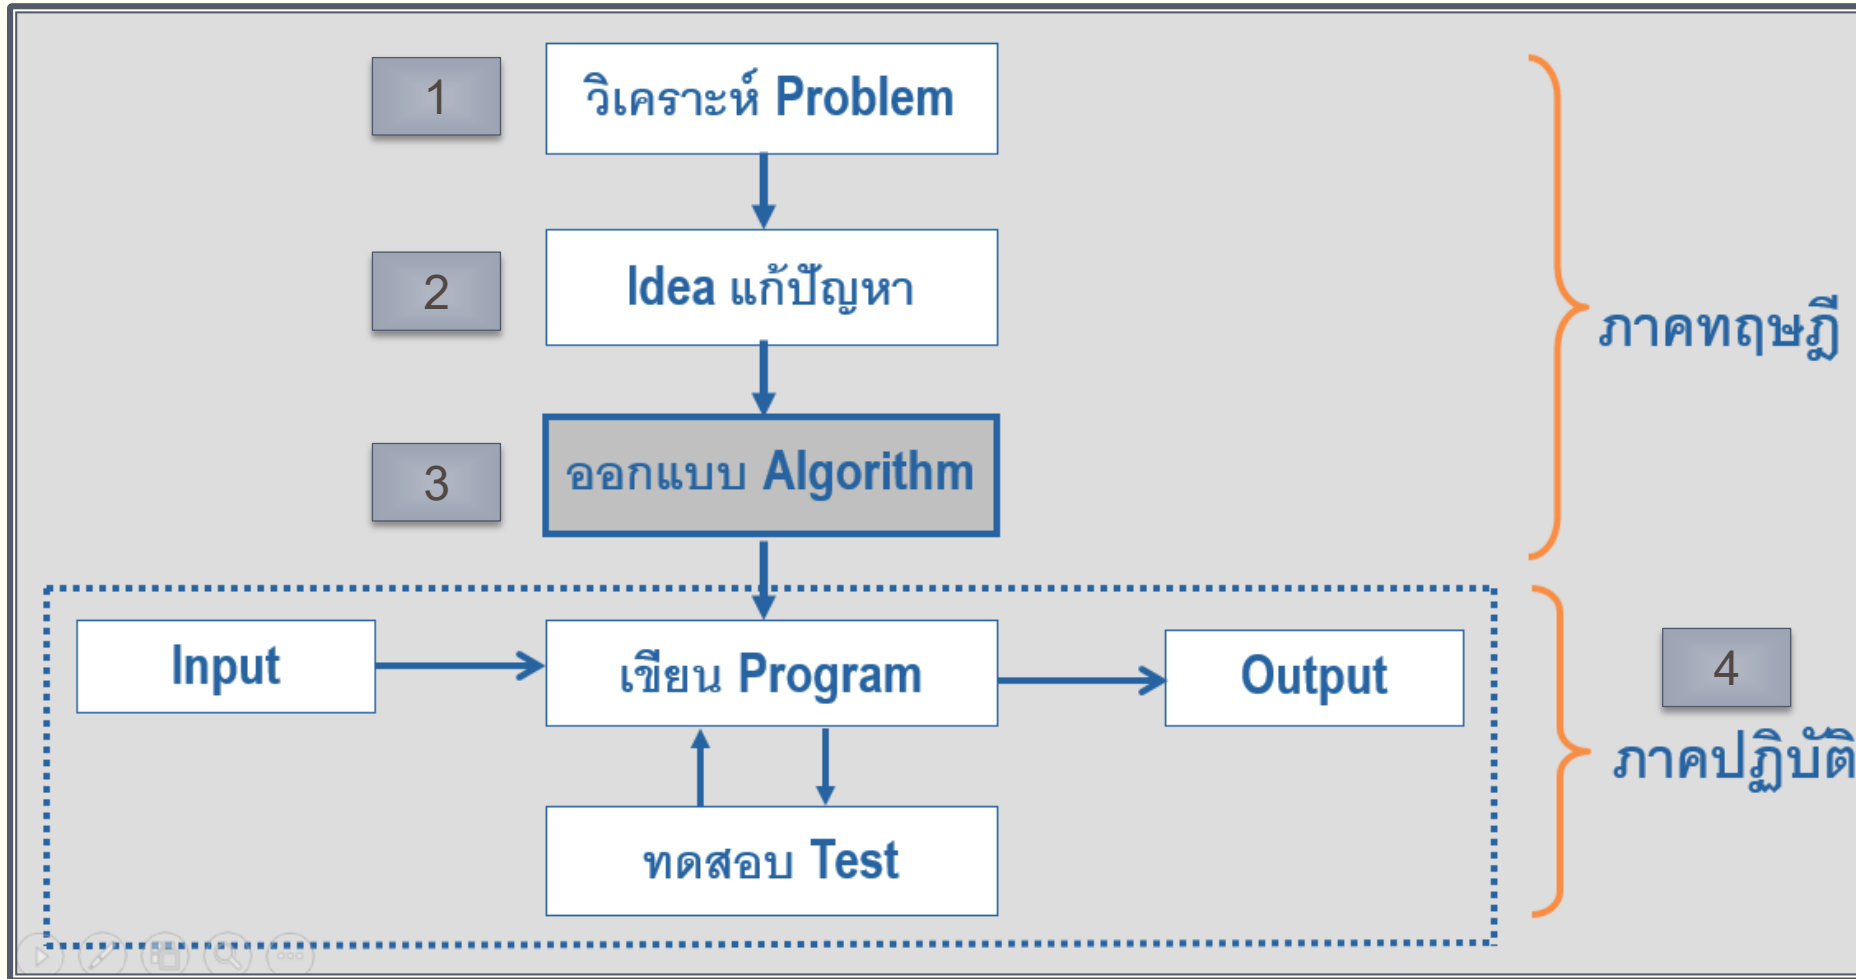 1
วิเคราะห์ Problem
2
Idea แก้ปัญหา
3
ออกแบบ Algorithm
ภาคทฤษฎี
Input
เขียน Program
Output
ทดสอบ Test
4
ภาคปฏิบัติ